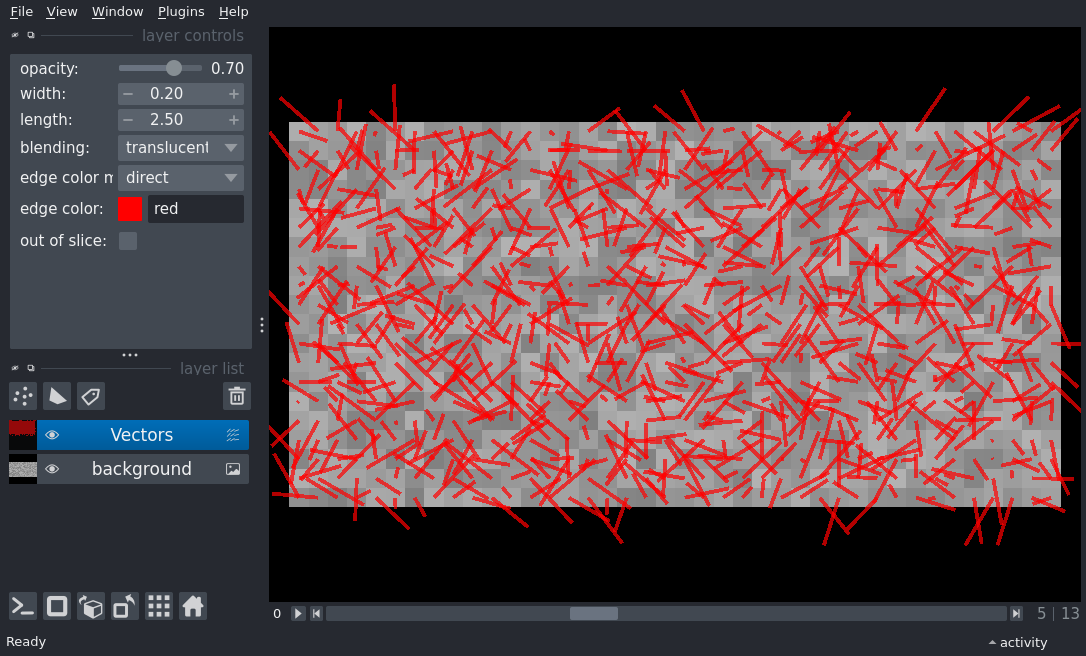 File View Window Plugins Help
layer controls
opacity: 0.70
width: 0.20
length: 2.50
blending: translucent
edge color m direct
edge color: red
out of slice:
layer list
Vectors
background
0 5 13
Ready activity